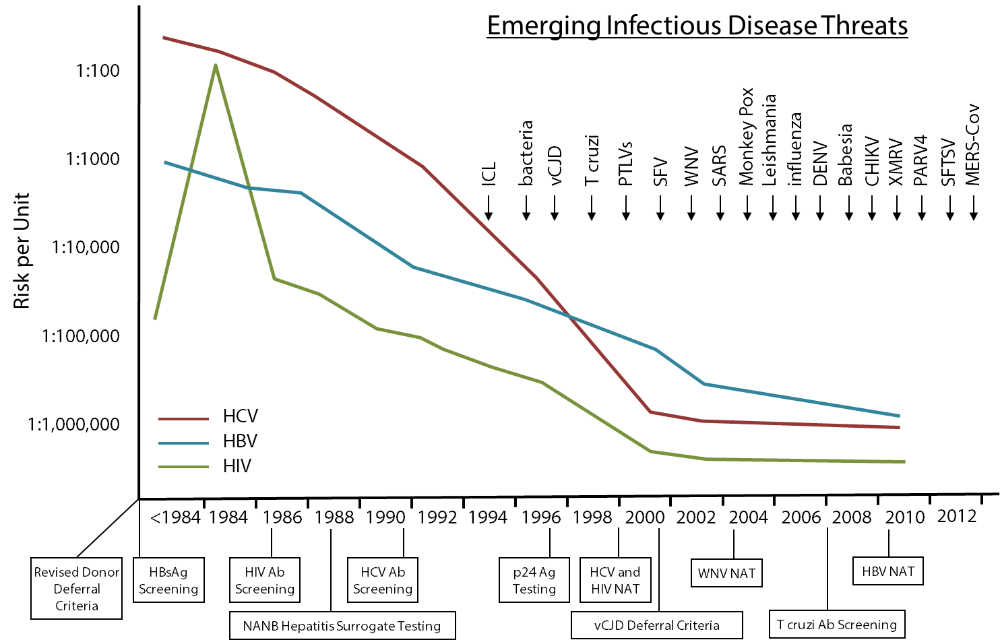 Emerging Infectious Disease Threats
Risk per Unit
1:100
1:1000
1:10,000
1:100,000
1:1,000,000
ICL
bacteria
vCJD
T cruzi
PTLVs
SFV
WNV
SARS
Monkey Pox
Leishmania
influenza
DENV
Babesia
CHIKV
XMRV
PARV4
SFTSV
MERS-Cov
HCV
HBV
HIV
<1984 1984 1986 1988 1990 1992 1994 1996 1998 2000 2002 2004 2006 2008 2010 2012
Revised Donor
Deferral
Criteria
HBsAg
Screening
HIV Ab
Screening
NANB Hepatitis Surrogate Testing
HCV Ab
Screening
p24 Ag
Testing
HCV and
HIV NAT
vCJD Deferral Criteria
WNV NAT
T cruzi Ab Screening
HBV NAT